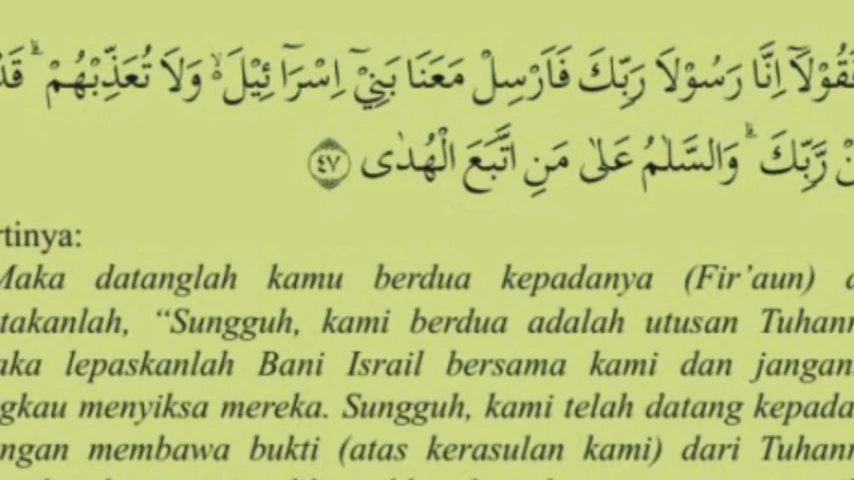 فَقُوْلَآ اِنَّا رَسُوْلَا رَبِّكَ فَاَرْسِلْ مَعَنَا بَنِيْٓ اِسْرَاۤءِيْلَ ەۙ وَلَا تُعَذِّبْهُمْۗ قَدْ
نْ رَّبِّكَ ۗ وَالسَّلٰمُ عَلٰى مَنِ اتَّبَعَ الْهُدٰى ٤٧
rtinya:
Maka datanglah kamu berdua kepadanya (Fir’aun)
takanlah, “Sungguh, kami berdua adalah utusan Tuhann
aka lepaskanlah Bani Israil bersama kami dan jangan
gkau menyiksa mereka. Sungguh, kami telah datang kepada
ngan membawa bukti (atas kerasulan kami) dari Tuhann